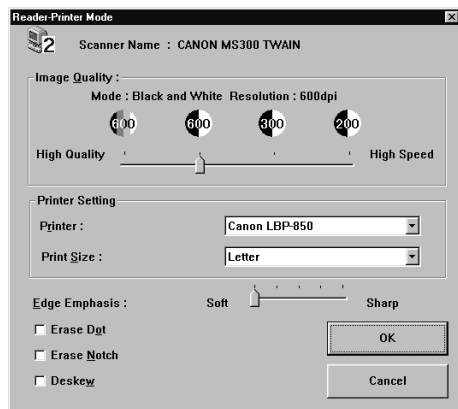 Reader-Printer Mode
2 Scanner Name : CANON MS300 TWAIN
Image Quality :
Mode : Black and White Resolution : 600dpi
600 600 300 200
High Quality High Speed
Printer Setting
Printer : Canon LBP-850
Print Size : Letter
Edge Emphasis : Soft Sharp
Erase Dot
OK
Erase Notch
Deskew
Cancel